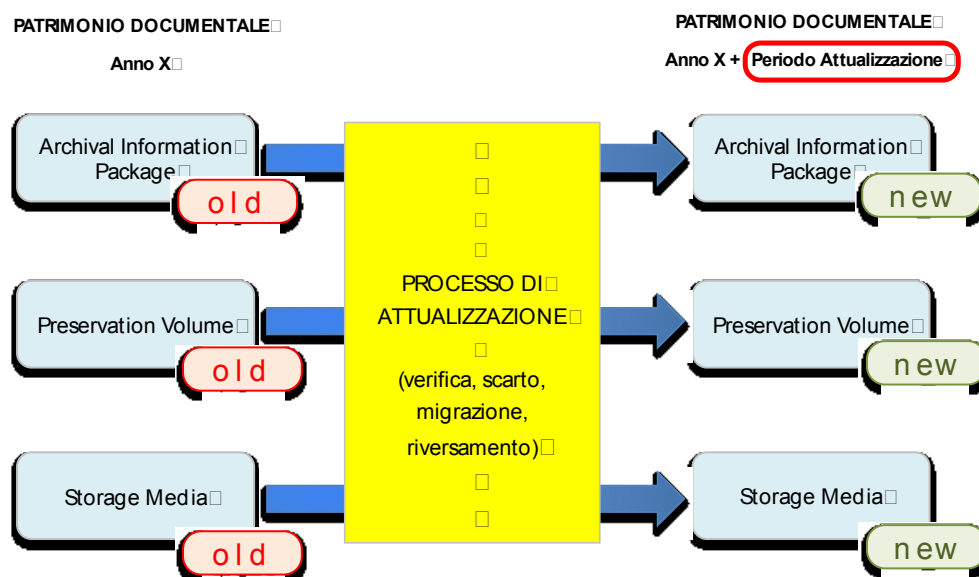 PATRIMONIO DOCUMENTALE
Anno X
PATRIMONIO DOCUMENTALE
Anno X + Periodo Attualizzazione
Archival Information
Package
old
Preservation Volume
old
Storage Media
old
PROCESSO DI
ATTUALIZZAZIONE
(verifica, scarto,
migrazione,
riversamento)
Archival Information
Package
new
Preservation Volume
new
Storage Media
new